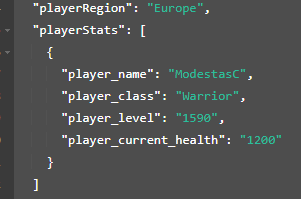 "playerRegion": "Europe",
"playerStats": [
{
"player_name": "ModestasC",
"player_class": "Warrior",
"player_level": "1590",
"player_current_health": "1200"
}
]